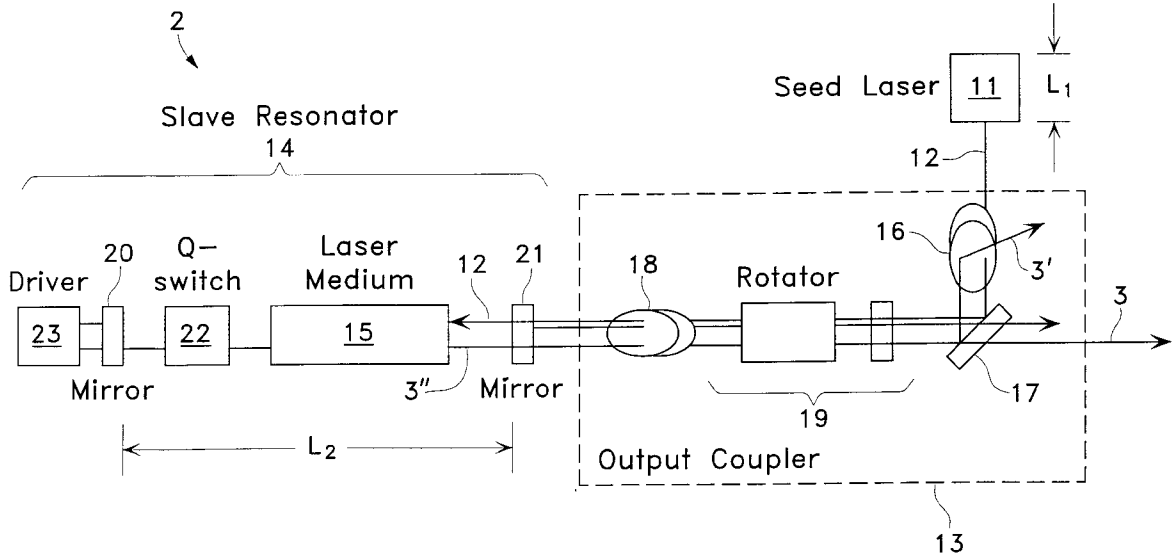 2
Slave Resonator
14
Seed Laser
11
L1
12
20
Q-
switch
Laser
Medium
21
12
18
Rotator
16
3'
3
Driver
23
22
15
Mirror
3"
Mirror
19
17
L2
Output Coupler
13